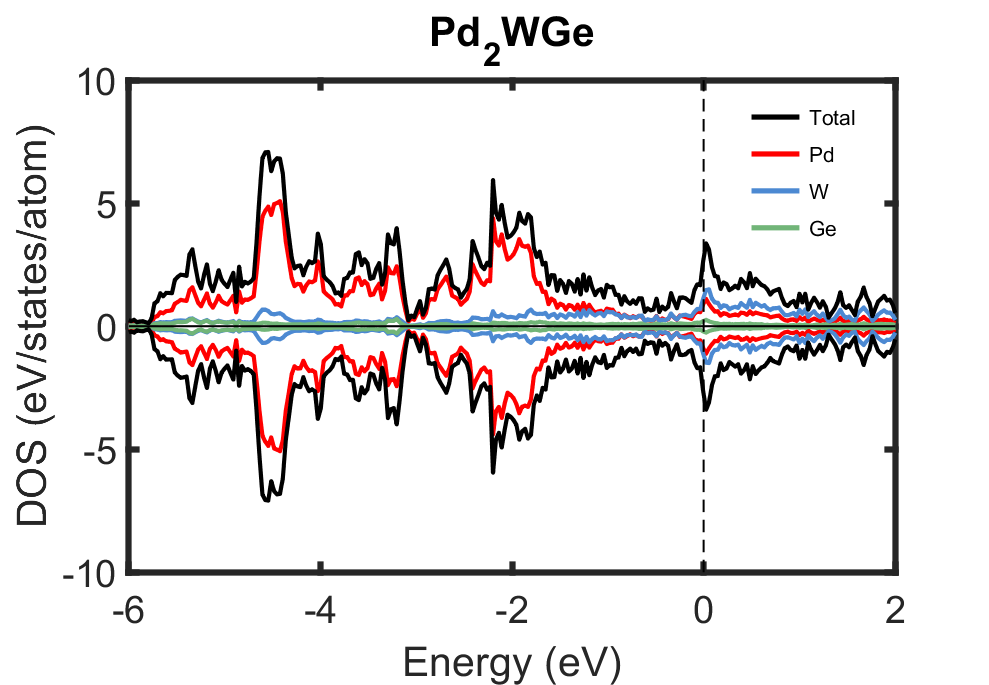 Pd2WGe
10
5
0
-5
-10
DOS (eV/states/atom)
Total
Pd
W
Ge
-6 -4 -2 0 2
Energy (eV)